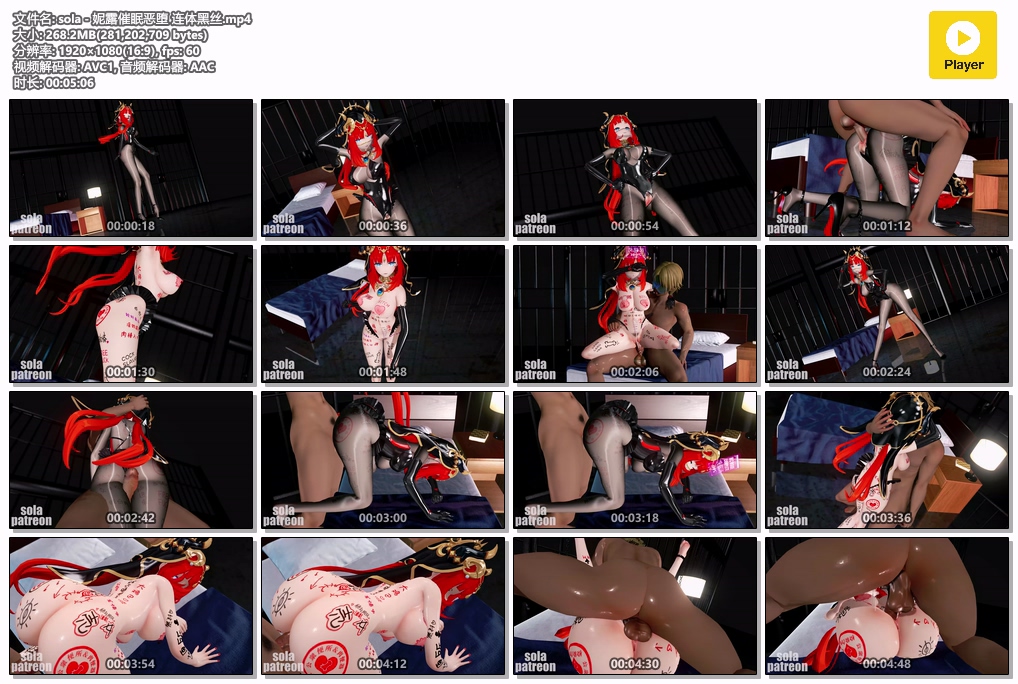 文件名: sola - 妮露催眠恶堕 连体黑丝.mp4
大小: 268.2MB(281,202,709 bytes)
分辨率: 1920×1080(16:9), fps: 60
视频解码器: AVC1, 音频解码器: AAC
时长: 00:05:06
Player
sola
patreon
00:00:18
sola
patreon
00:00:36
sola
patreon
00:00:54
sola
patreon
00:01:12
sola
patreon
00:01:30
sola
patreon
00:01:48
sola
patreon
00:02:06
sola
patreon
00:02:24
sola
patreon
00:02:42
sola
patreon
00:03:00
sola
patreon
00:03:18
sola
patreon
00:03:36
sola
patreon
00:03:54
sola
patreon
00:04:12
sola
patreon
00:04:30
sola
patreon
00:04:48